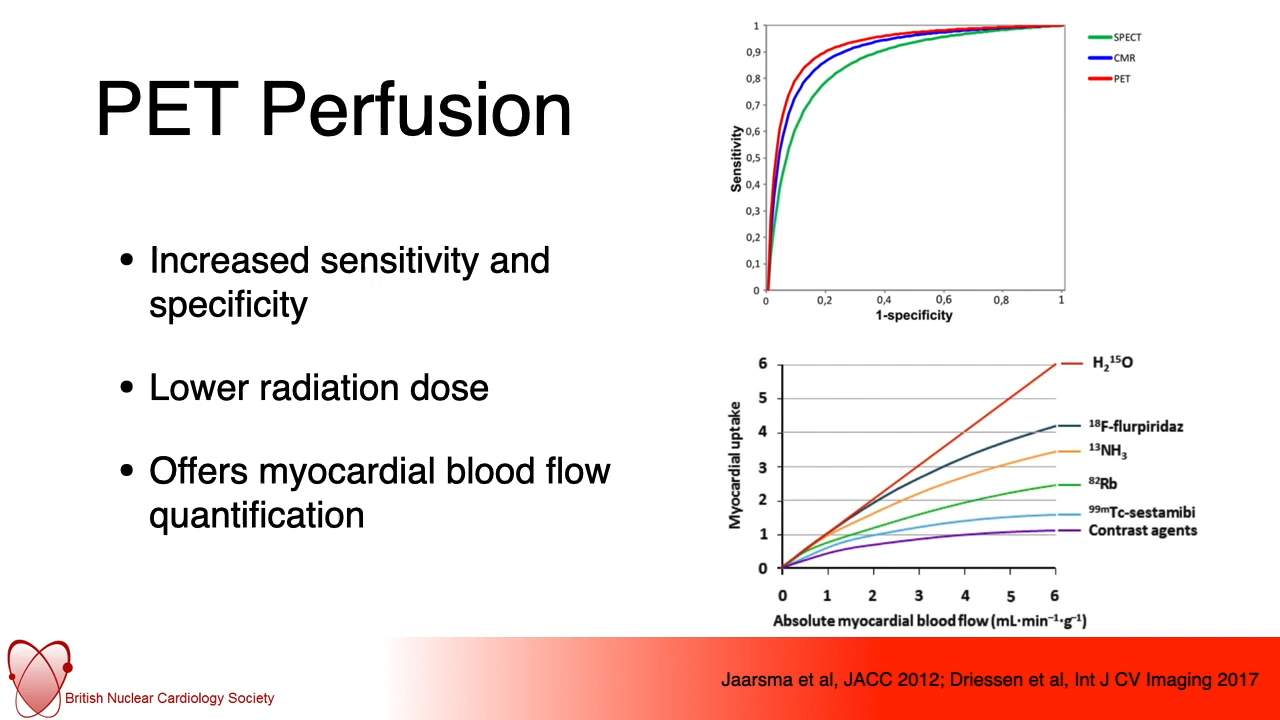 PET Perfusion
• Increased sensitivity and
specificity
• Lower radiation dose
• Offers myocardial blood flow
quantification
1
0,9
0,8
0,7
0,6
0,5
0,4
0,3
0,2
0,1
0
Sensitivity
0 0,2 0,4 0,6 0,8 1
1-specificity
SPECT
CMR
PET
6
5
4
3
2
1
0
Myocardial uptake
0 1 2 3 4 5 6
Absolute myocardial blood flow (mL·min⁻¹·g⁻¹)
H₂¹⁵O
¹⁸F-flurpiridaz
¹³NH₃
⁸²Rb
⁹⁹ᵐTc-sestamibi
Contrast agents
British Nuclear Cardiology Society
Jaarsma et al, JACC 2012; Driessen et al, Int J CV Imaging 2017